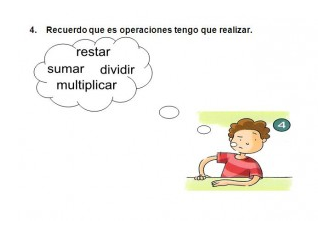 4. Recuerdo que es operaciones tengo que realizar.
restar
sumar dividir
multiplicar
4